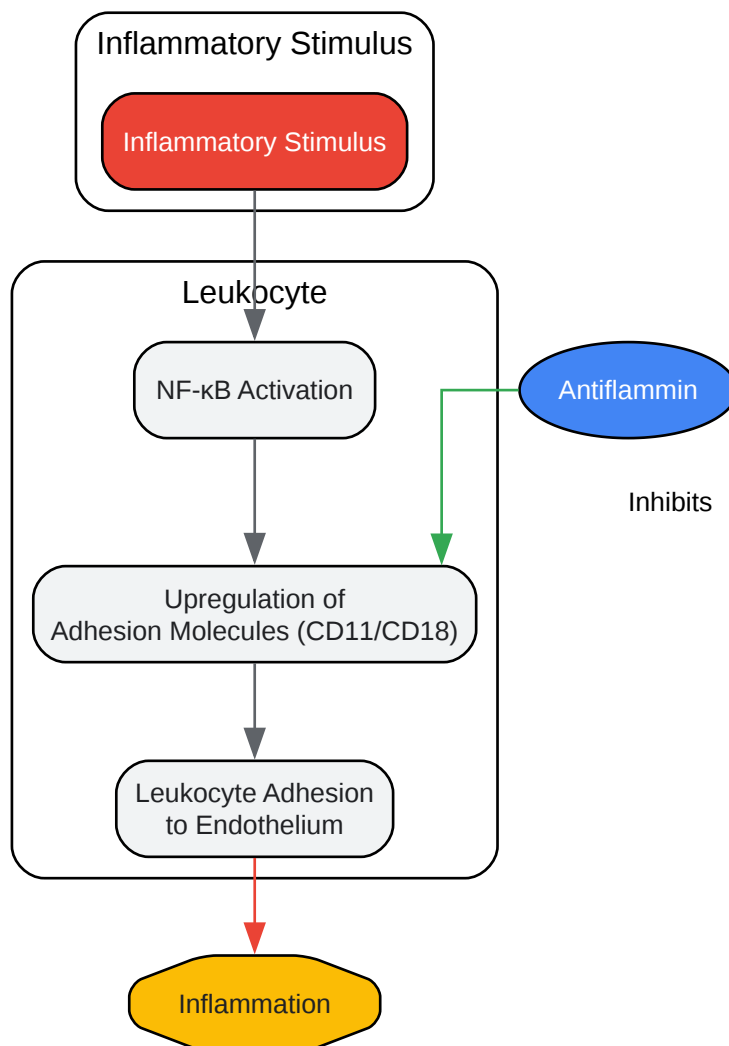 Inflammatory Stimulus
Inflammatory Stimulus
Leukocyte
NF-κB Activation
Antiflammin
Inhibits
Upregulation of
Adhesion Molecules (CD11/CD18)
Leukocyte Adhesion
to Endothelium
Inflammation